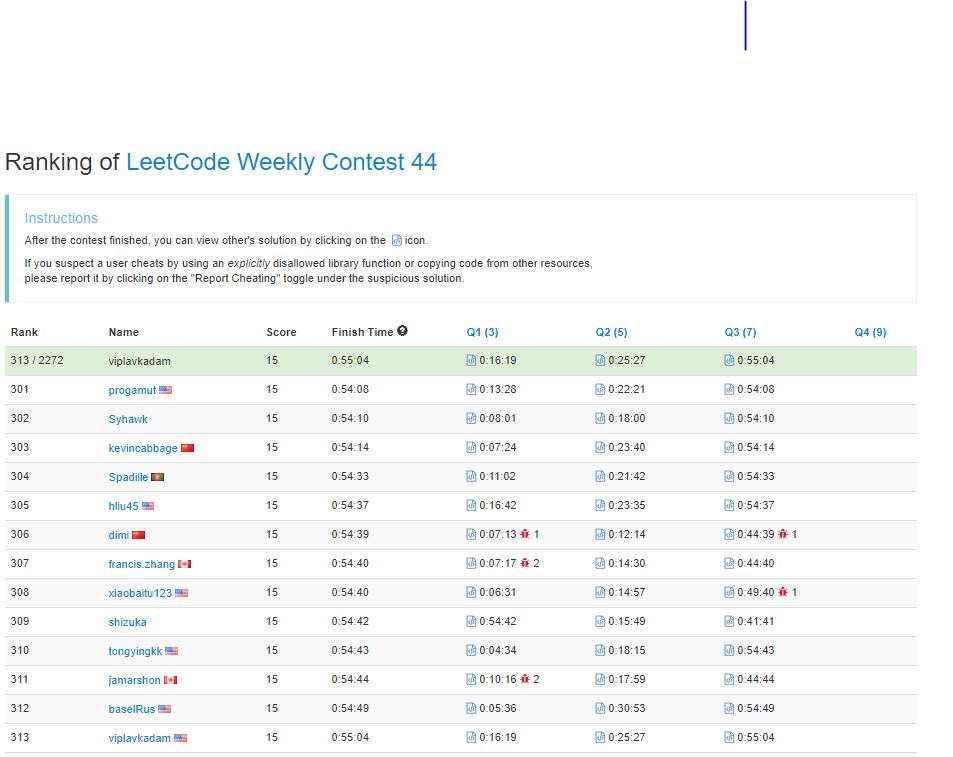 Ranking of LeetCode Weekly Contest 44
Instructions
After the contest finished, you can view other's solution by clicking on the icon.
If you suspect a user cheats by using an explicitly disallowed library function or copying code from other resources,
please report it by clicking on the "Report Cheating" toggle under the suspicious solution.
Rank Name Score Finish Time Q1 (3) Q2 (5) Q3 (7) Q4 (9)
313 / 2272 viplavkadam 15 0:55:04 0:16:19 0:25:27 0:55:04
301 progamut 15 0:54:08 0:13:28 0:22:21 0:54:08
302 Syhawk 15 0:54:10 0:08:01 0:18:00 0:54:10
303 kevincabbage 15 0:54:14 0:07:24 0:23:40 0:54:14
304 Spadille 15 0:54:33 0:11:02 0:21:42 0:54:33
305 hliu45 15 0:54:37 0:16:42 0:23:35 0:54:37
306 dimi 15 0:54:39 0:07:13 1 0:12:14 0:44:39 1
307 francis.zhang 15 0:54:40 0:07:17 2 0:14:30 0:44:40
308 xiaobaitu123 15 0:54:40 0:06:31 0:14:57 0:49:40 1
309 shizuka 15 0:54:42 0:54:42 0:15:49 0:41:41
310 tongyingkk 15 0:54:43 0:04:34 0:18:15 0:54:43
311 jamarshon 15 0:54:44 0:10:16 2 0:17:59 0:44:44
312 baselRus 15 0:54:49 0:05:36 0:30:53 0:54:49
313 viplavkadam 15 0:55:04 0:16:19 0:25:27 0:55:04